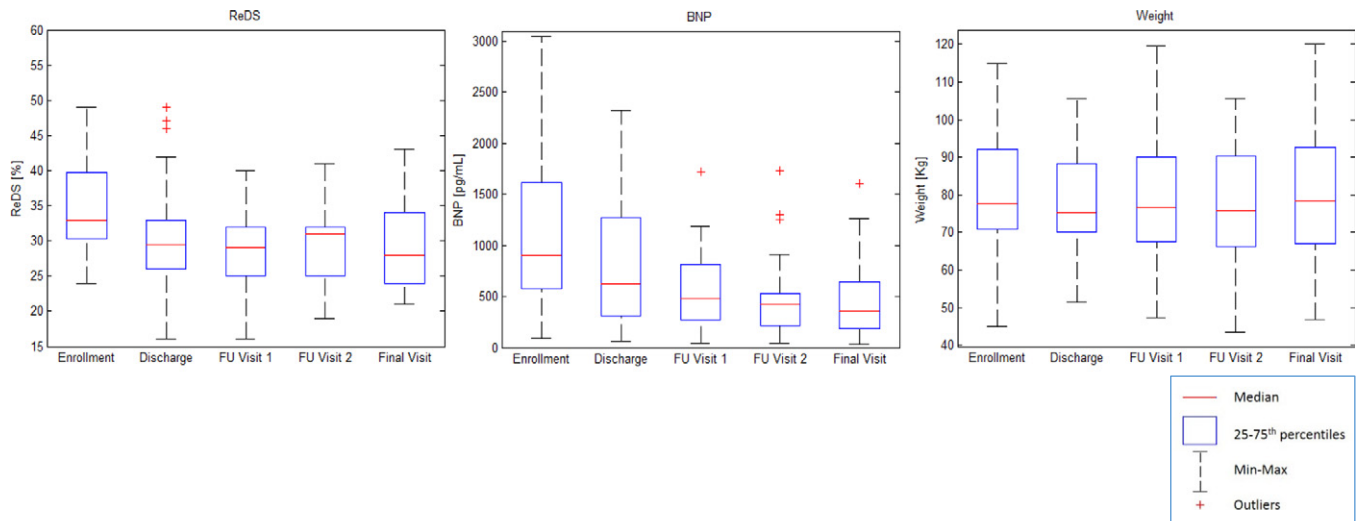 ReDS
ReDS [%]
60
55
50
45
40
35
30
25
20
15
Enrollment Discharge FU Visit 1 FU Visit 2 Final Visit
BNP
BNP [pg/mL]
3000
2500
2000
1500
1000
500
0
Enrollment Discharge FU Visit 1 FU Visit 2 Final Visit
Weight
Weight [Kg]
120
110
100
90
80
70
60
50
40
Enrollment Discharge FU Visit 1 FU Visit 2 Final Visit
Median
25-75th percentiles
Min-Max
Outliers